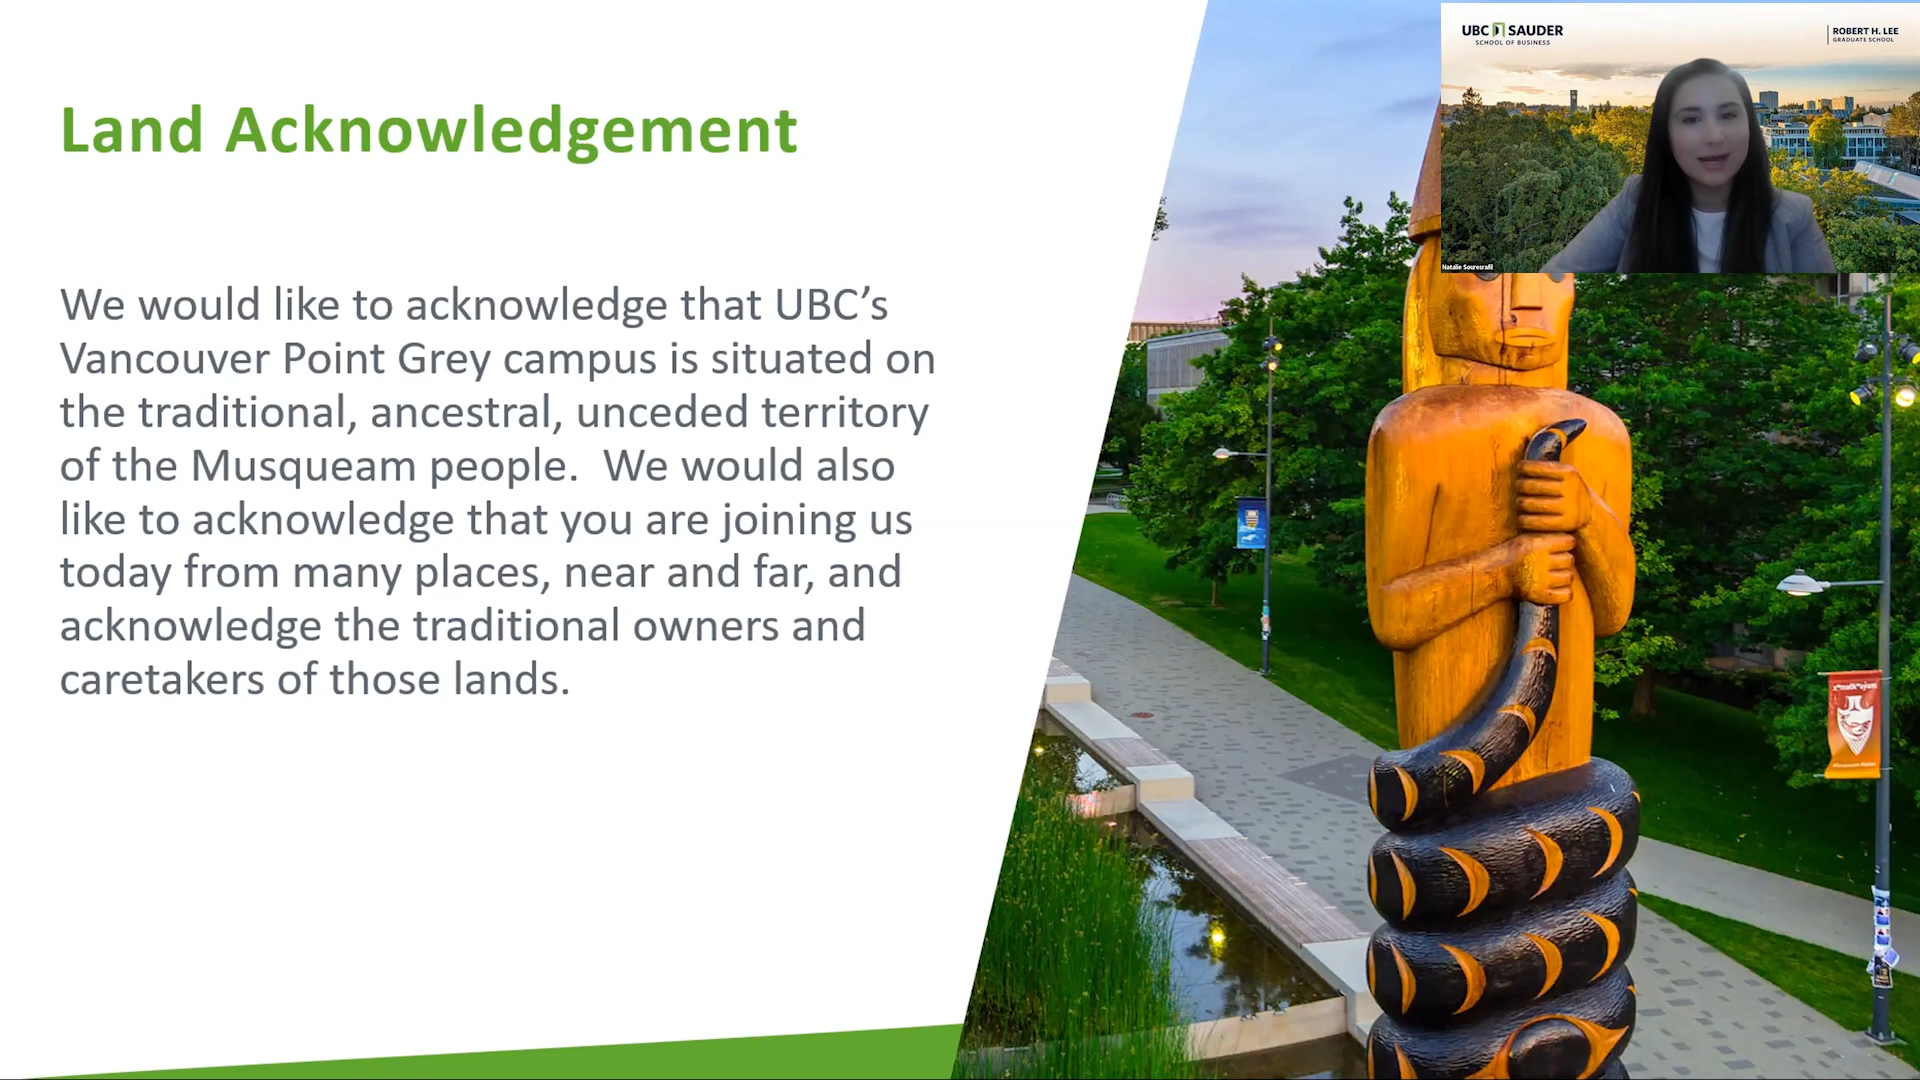 Land Acknowledgement
We would like to acknowledge that UBC’s
Vancouver Point Grey campus is situated on
the traditional, ancestral, unceded territory
of the Musqueam people.  We would also
like to acknowledge that you are joining us
today from many places, near and far, and
acknowledge the traditional owners and
caretakers of those lands.
UBC SAUDER
SCHOOL OF BUSINESS
ROBERT H. LEE
GRADUATE SCHOOL
Natalie Souresrafil